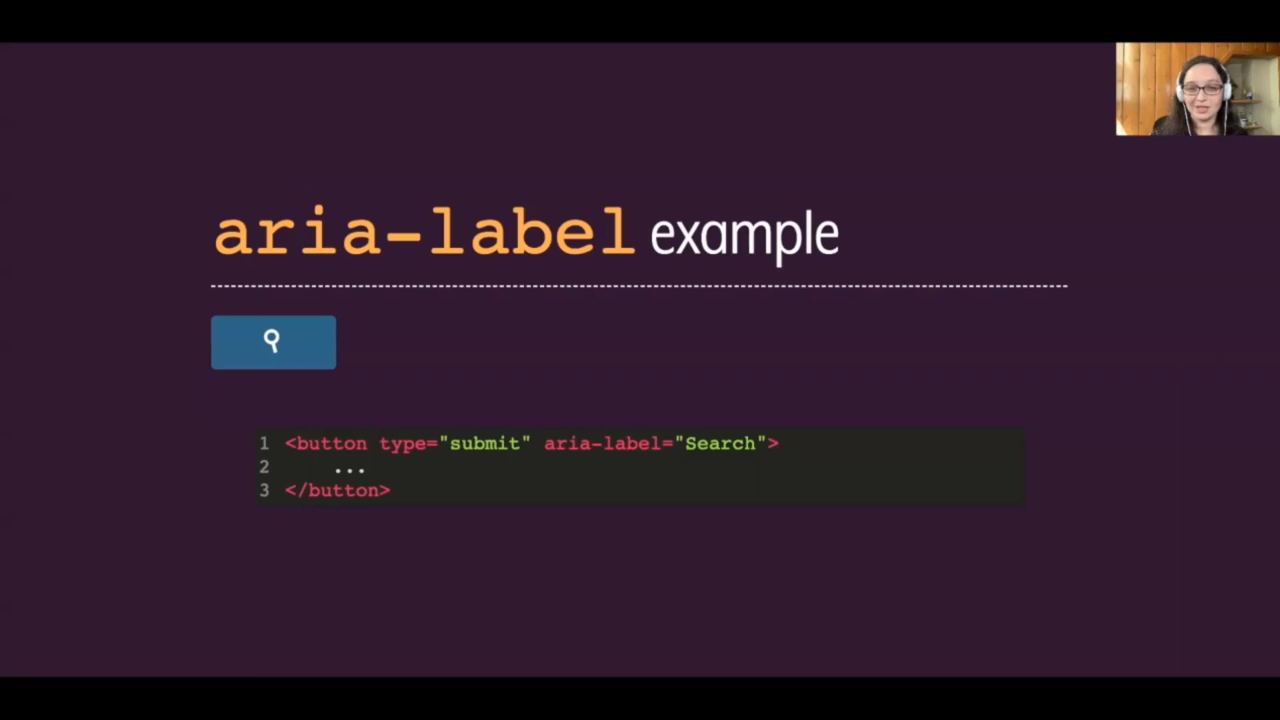 aria-label example
1 <button type="submit" aria-label="Search">
2 ...
3 </button>